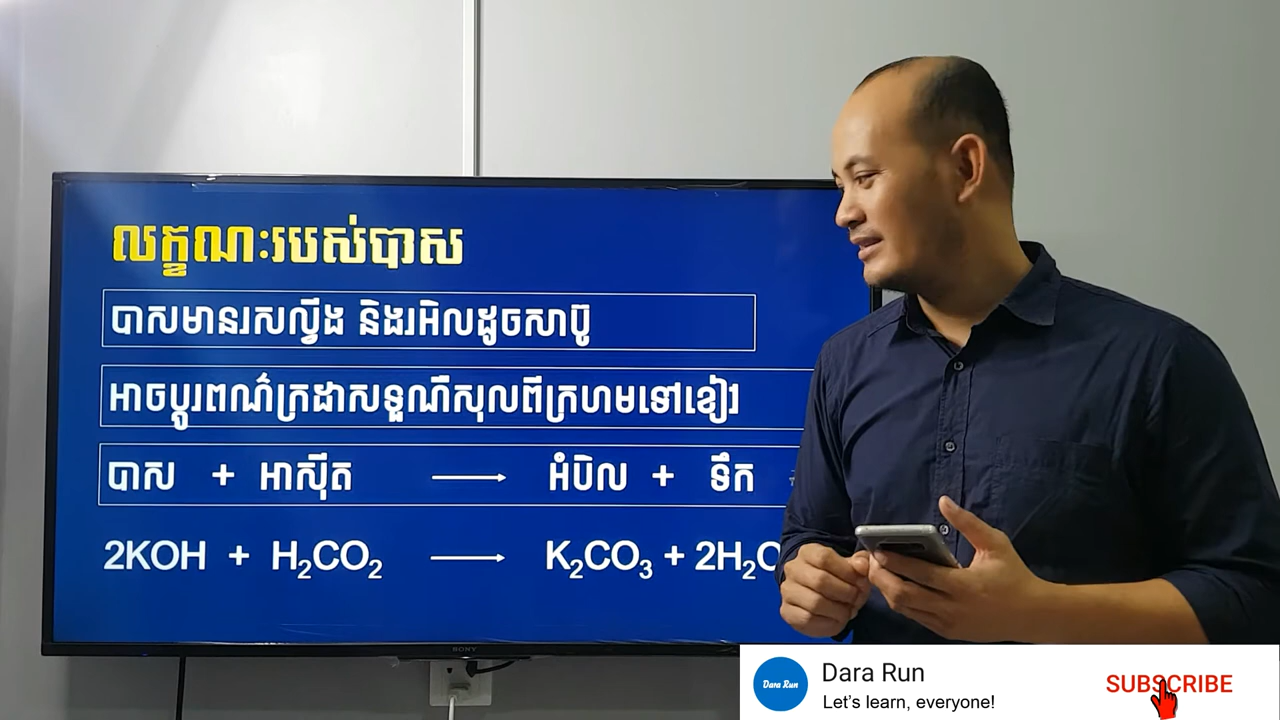 លក្ខណៈរបស់បាស
បាសមានរសល្វីង និងរអិលដូចសាប៊ូ
អាចប្ដូរពណ៌ក្រដាសទួណឺសុលពីក្រហមទៅខៀវ
បាស + អាស៊ីត ⟶ អំបិល + ទឹក
2KOH + H₂CO₂ ⟶ K₂CO₃ + 2H₂O
SONY
Dara Run
Dara Run
Let's learn, everyone!
SUBSCRIBE